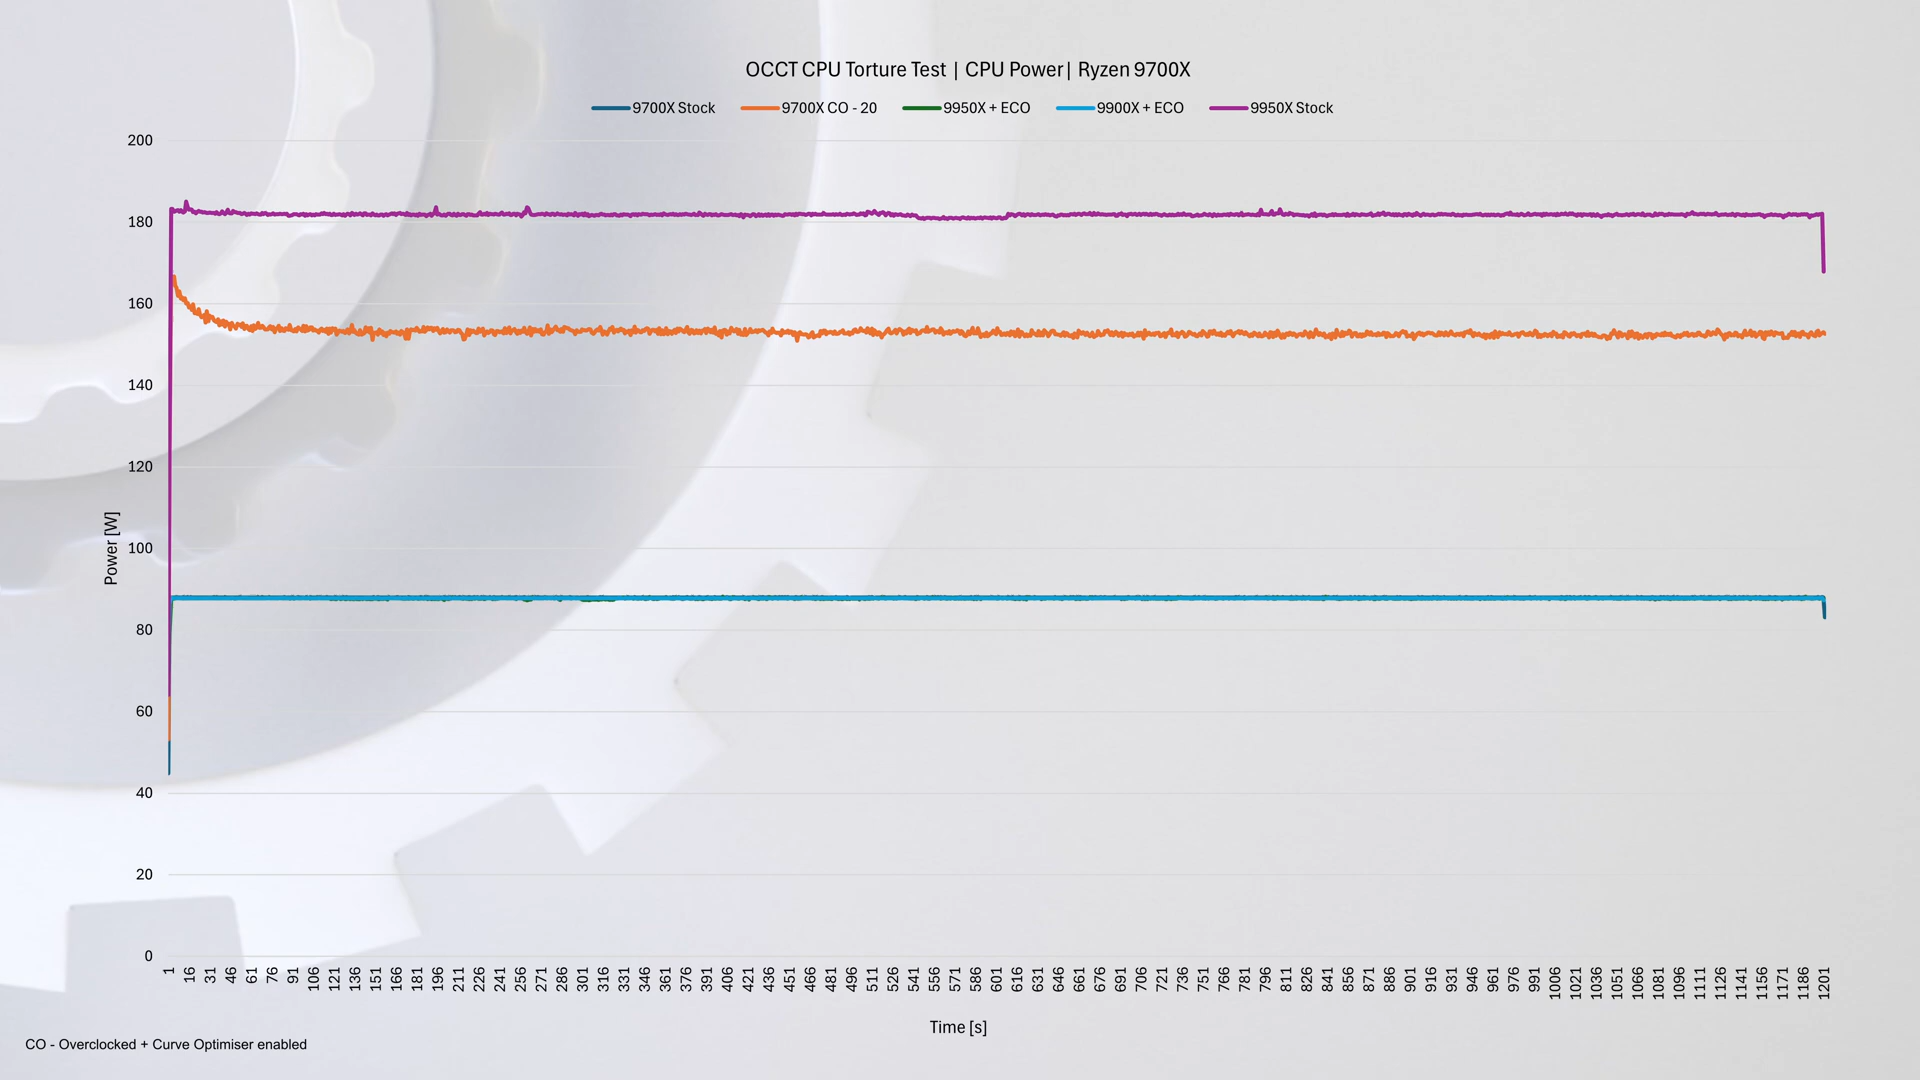 OCCT CPU Torture Test | CPU Power| Ryzen 9700X
9700X Stock 9700X CO - 20 9950X + ECO 9900X + ECO 9950X Stock
200
180
160
140
120
100
80
60
40
20
0
Power [W]
1 16 31 46 61 76 91 106 121 136 151 166 181 196 211 226 241 256 271 286 301 316 331 346 361 376 391 406 421 436 451 466 481 496 511 526 541 556 571 586 601 616 631 646 661 676 691 706 721 736 751 766 781 796 811 826 841 856 871 886 901 916 931 946 961 976 991 1006 1021 1036 1051 1066 1081 1096 1111 1126 1141 1156 1171 1186 1201
Time [s]
CO - Overclocked + Curve Optimiser enabled